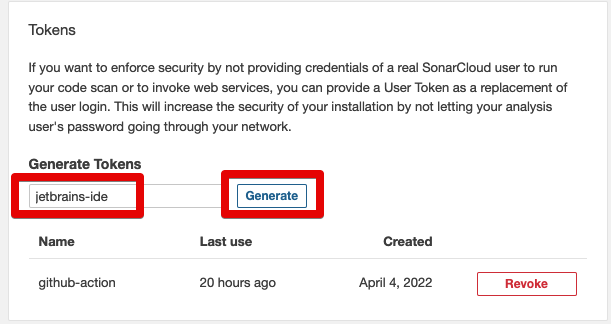 Tokens
If you want to enforce security by not providing credentials of a real SonarCloud user to run
your code scan or to invoke web services, you can provide a User Token as a replacement of
the user login. This will increase the security of your installation by not letting your analysis
user's password going through your network.
Generate Tokens
jetbrains-ide Generate
Name Last use Created
github-action 20 hours ago April 4, 2022 Revoke